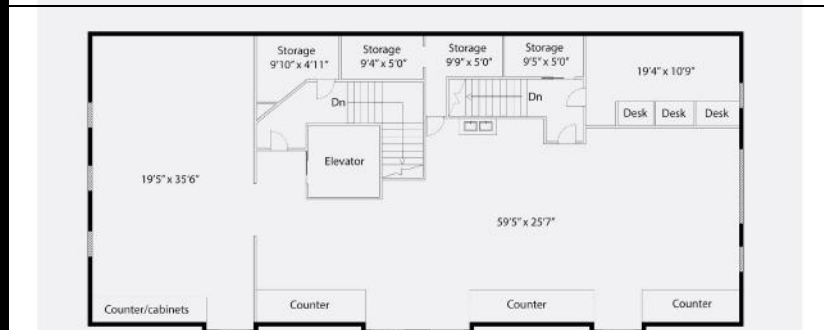 Storage
9'10" x 4'11"
Storage
9'4" x 5'0"
Storage
9'9" x 5'0"
Storage
9'5" x 5'0"
19'4" x 10'9"
Dn
Dn
Desk
Desk
Desk
Elevator
19'5" x 35'6"
59'5" x 25'7"
Counter/cabinets
Counter
Counter
Counter